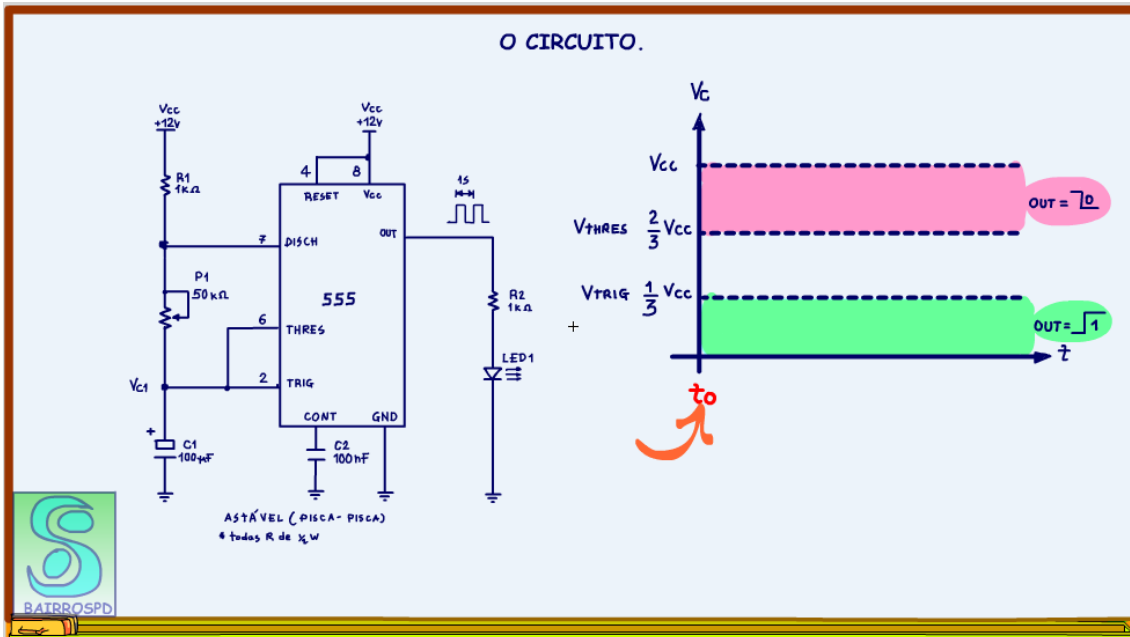 O CIRCUITO.
Vcc
+12v
R1
1kΩ
P1
50kΩ
VC1
+
C1
100µF
Vcc
+12v
4
8
RESET
Vcc
7
DISCH
OUT
555
6
THRES
2
TRIG
CONT
GND
C2
100nF
1s
R2
1kΩ
LED1
ASTÁVEL (PISCA-PISCA)
* todas R de ¼ W
Vc
Vcc
OUT = 0
VTHRES 2/3 Vcc
VTRIG 1/3 Vcc
OUT = 1
t
to
BAIRROSPD